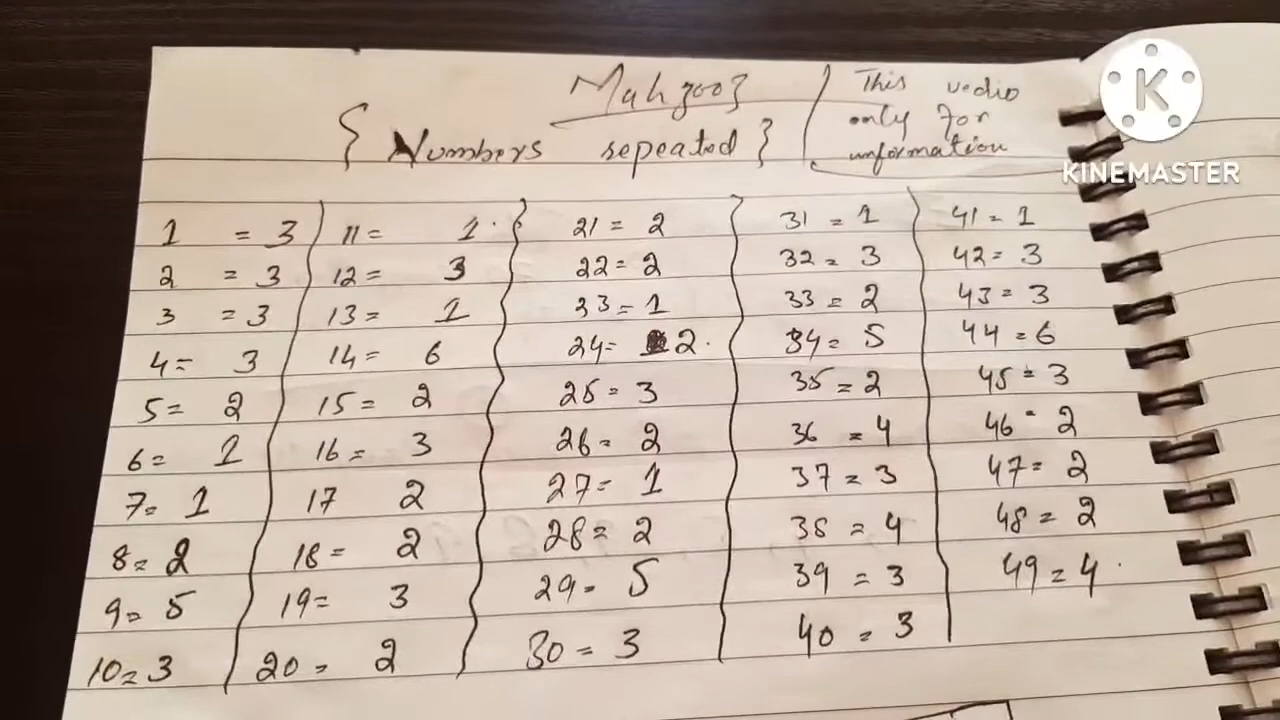 Mahzooz
{ Numbers repeated }
This vedio
only for
information
K
KINEMASTER
1 = 3
2 = 3
3 = 3
4 = 3
5 = 2
6 = 1
7 = 1
8 = 2
9 = 5
10 = 3
11 = 1
12 = 3
13 = 1
14 = 6
15 = 2
16 = 3
17 2
18 = 2
19 = 3
20 = 2
21 = 2
22 = 2
23 = 1
24 = 2
25 = 3
26 = 2
27 = 1
28 = 2
29 = 5
30 = 3
31 = 1
32 = 3
33 = 2
34 = 5
35 = 2
36 = 4
37 = 3
38 = 4
39 = 3
40 = 3
41 = 1
42 = 3
43 = 3
44 = 6
45 = 3
46 = 2
47 = 2
48 = 2
49 = 4